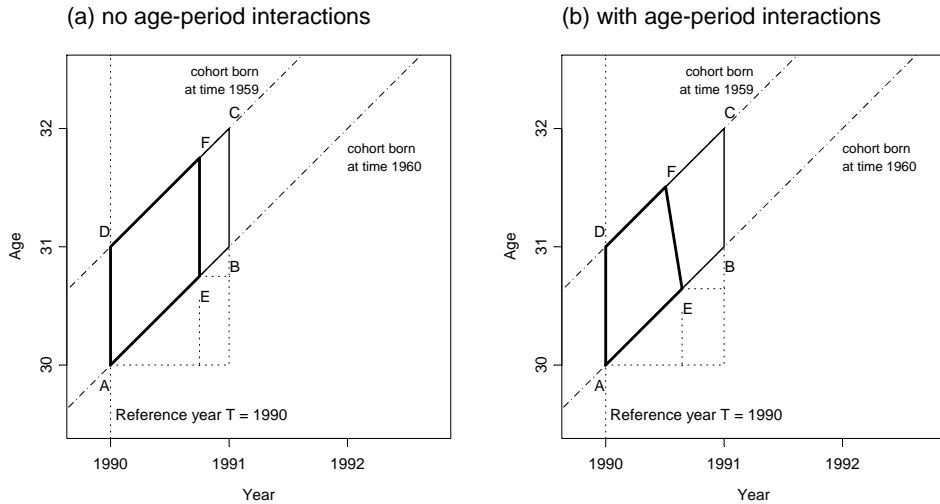 (a) no age-period interactions
cohort born
at time 1959
C
F
cohort born
at time 1960
D
B
E
A
Reference year T = 1990
30
31
32
Age
1990
1991
1992
Year
(b) with age-period interactions
cohort born
at time 1959
C
cohort born
at time 1960
F
D
B
E
A
Reference year T = 1990
30
31
32
Age
1990
1991
1992
Year